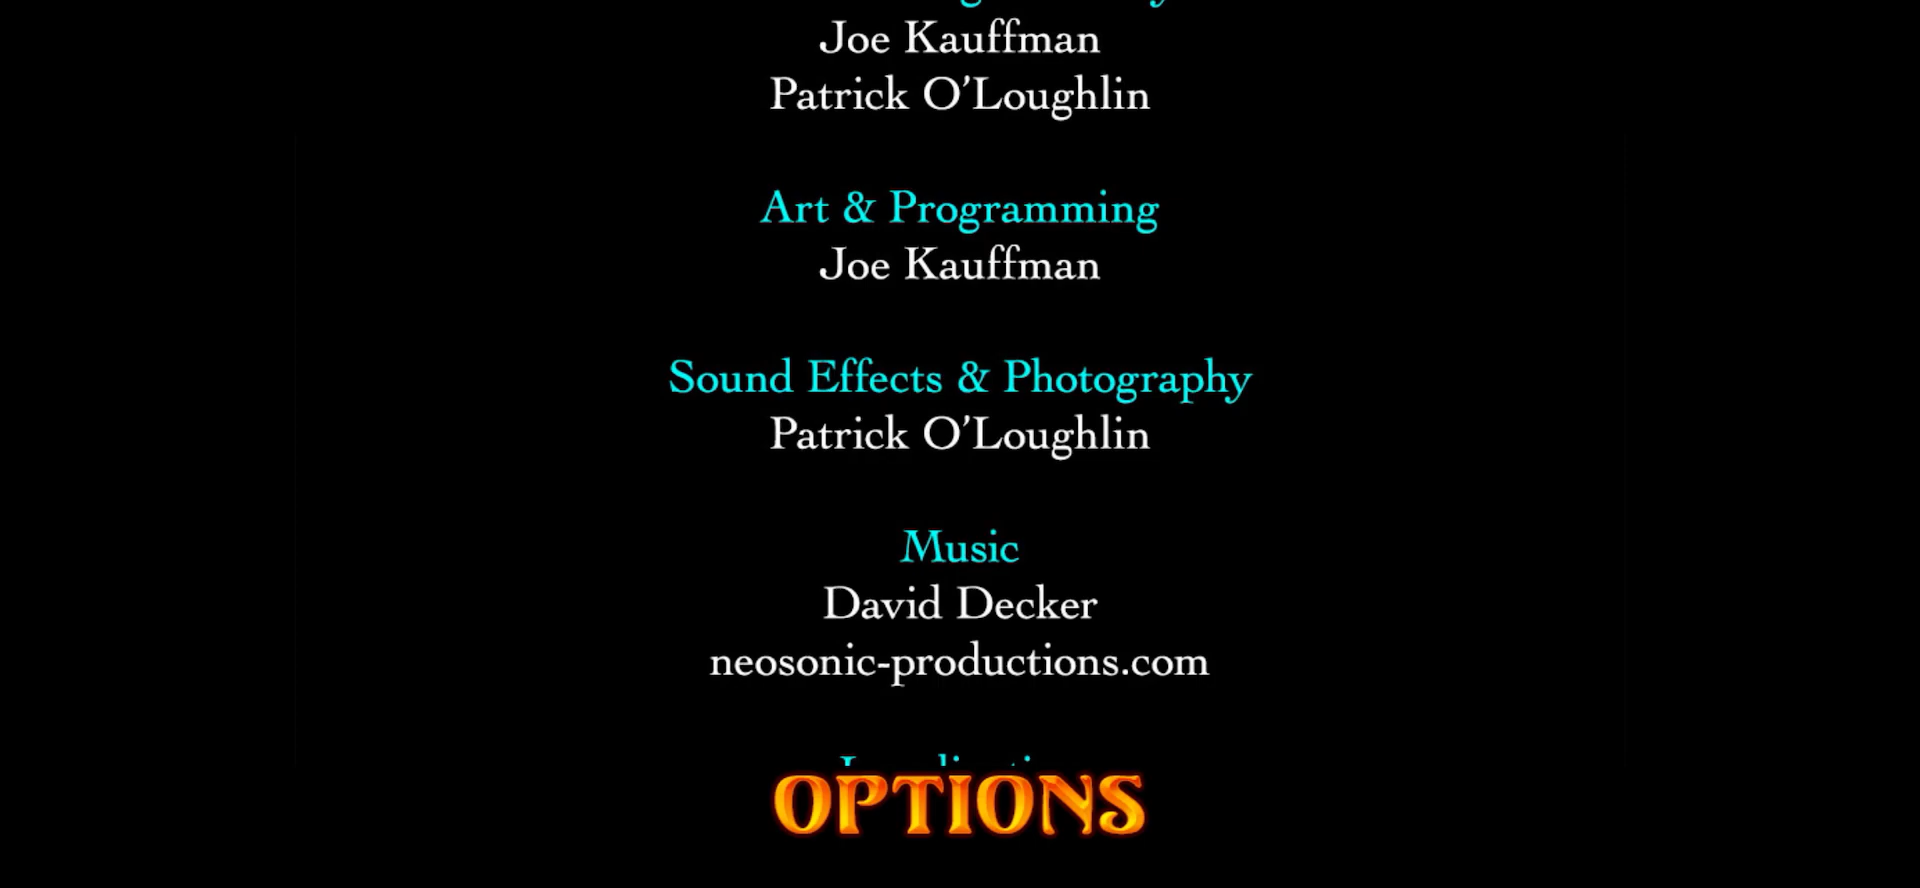 Joe Kauffman
Patrick O’Loughlin
Art & Programming
Joe Kauffman
Sound Effects & Photography
Patrick O’Loughlin
Music
David Decker
neosonic-productions.com
OPTIONS